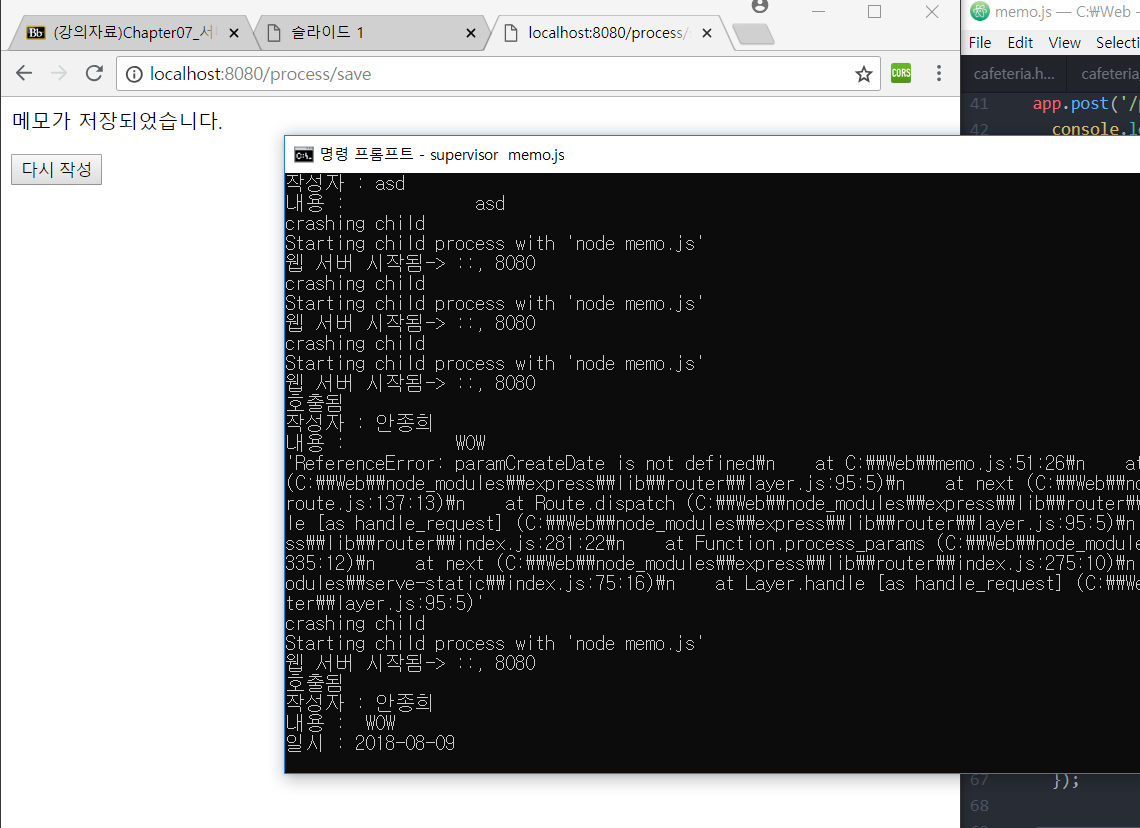 Bb (강의자료)Chapter07_서
슬라이드 1
localhost:8080/process/
localhost:8080/process/save
CORS
메모가 저장되었습니다.
다시 작성
memo.js — C:₩Web -
File Edit View Selecti
cafeteria.h...
cafeteria
41 app.post('/
42 console.l
명령 프롬프트 - supervisor memo.js
작성자 : asd
내용 : asd
crashing child
Starting child process with 'node memo.js'
웹 서버 시작됨-> ::, 8080
crashing child
Starting child process with 'node memo.js'
웹 서버 시작됨-> ::, 8080
crashing child
Starting child process with 'node memo.js'
웹 서버 시작됨-> ::, 8080
호출됨
작성자 : 안종희
내용 : WOW
'ReferenceError: paramCreateDate is not defined₩n at C:₩₩Web₩₩memo.js:51:26₩n at
(C:₩₩Web₩₩node_modules₩₩express₩₩lib₩₩router₩₩layer.js:95:5)₩n at next (C:₩₩Web₩₩no
route.js:137:13)₩n at Route.dispatch (C:₩₩Web₩₩node_modules₩₩express₩₩lib₩₩router₩₩
le [as handle_request] (C:₩₩Web₩₩node_modules₩₩express₩₩lib₩₩router₩₩layer.js:95:5)₩n
ss₩₩lib₩₩router₩₩index.js:281:22₩n at Function.process_params (C:₩₩Web₩₩node_module
335:12)₩n at next (C:₩₩Web₩₩node_modules₩₩express₩₩lib₩₩router₩₩index.js:275:10)₩n
odules₩₩serve-static₩₩index.js:75:16)₩n at Layer.handle [as handle_request] (C:₩₩We
ter₩₩layer.js:95:5)'
crashing child
Starting child process with 'node memo.js'
웹 서버 시작됨-> ::, 8080
호출됨
작성자 : 안종희
내용 : WOW
일시 : 2018-08-09
67 });
68